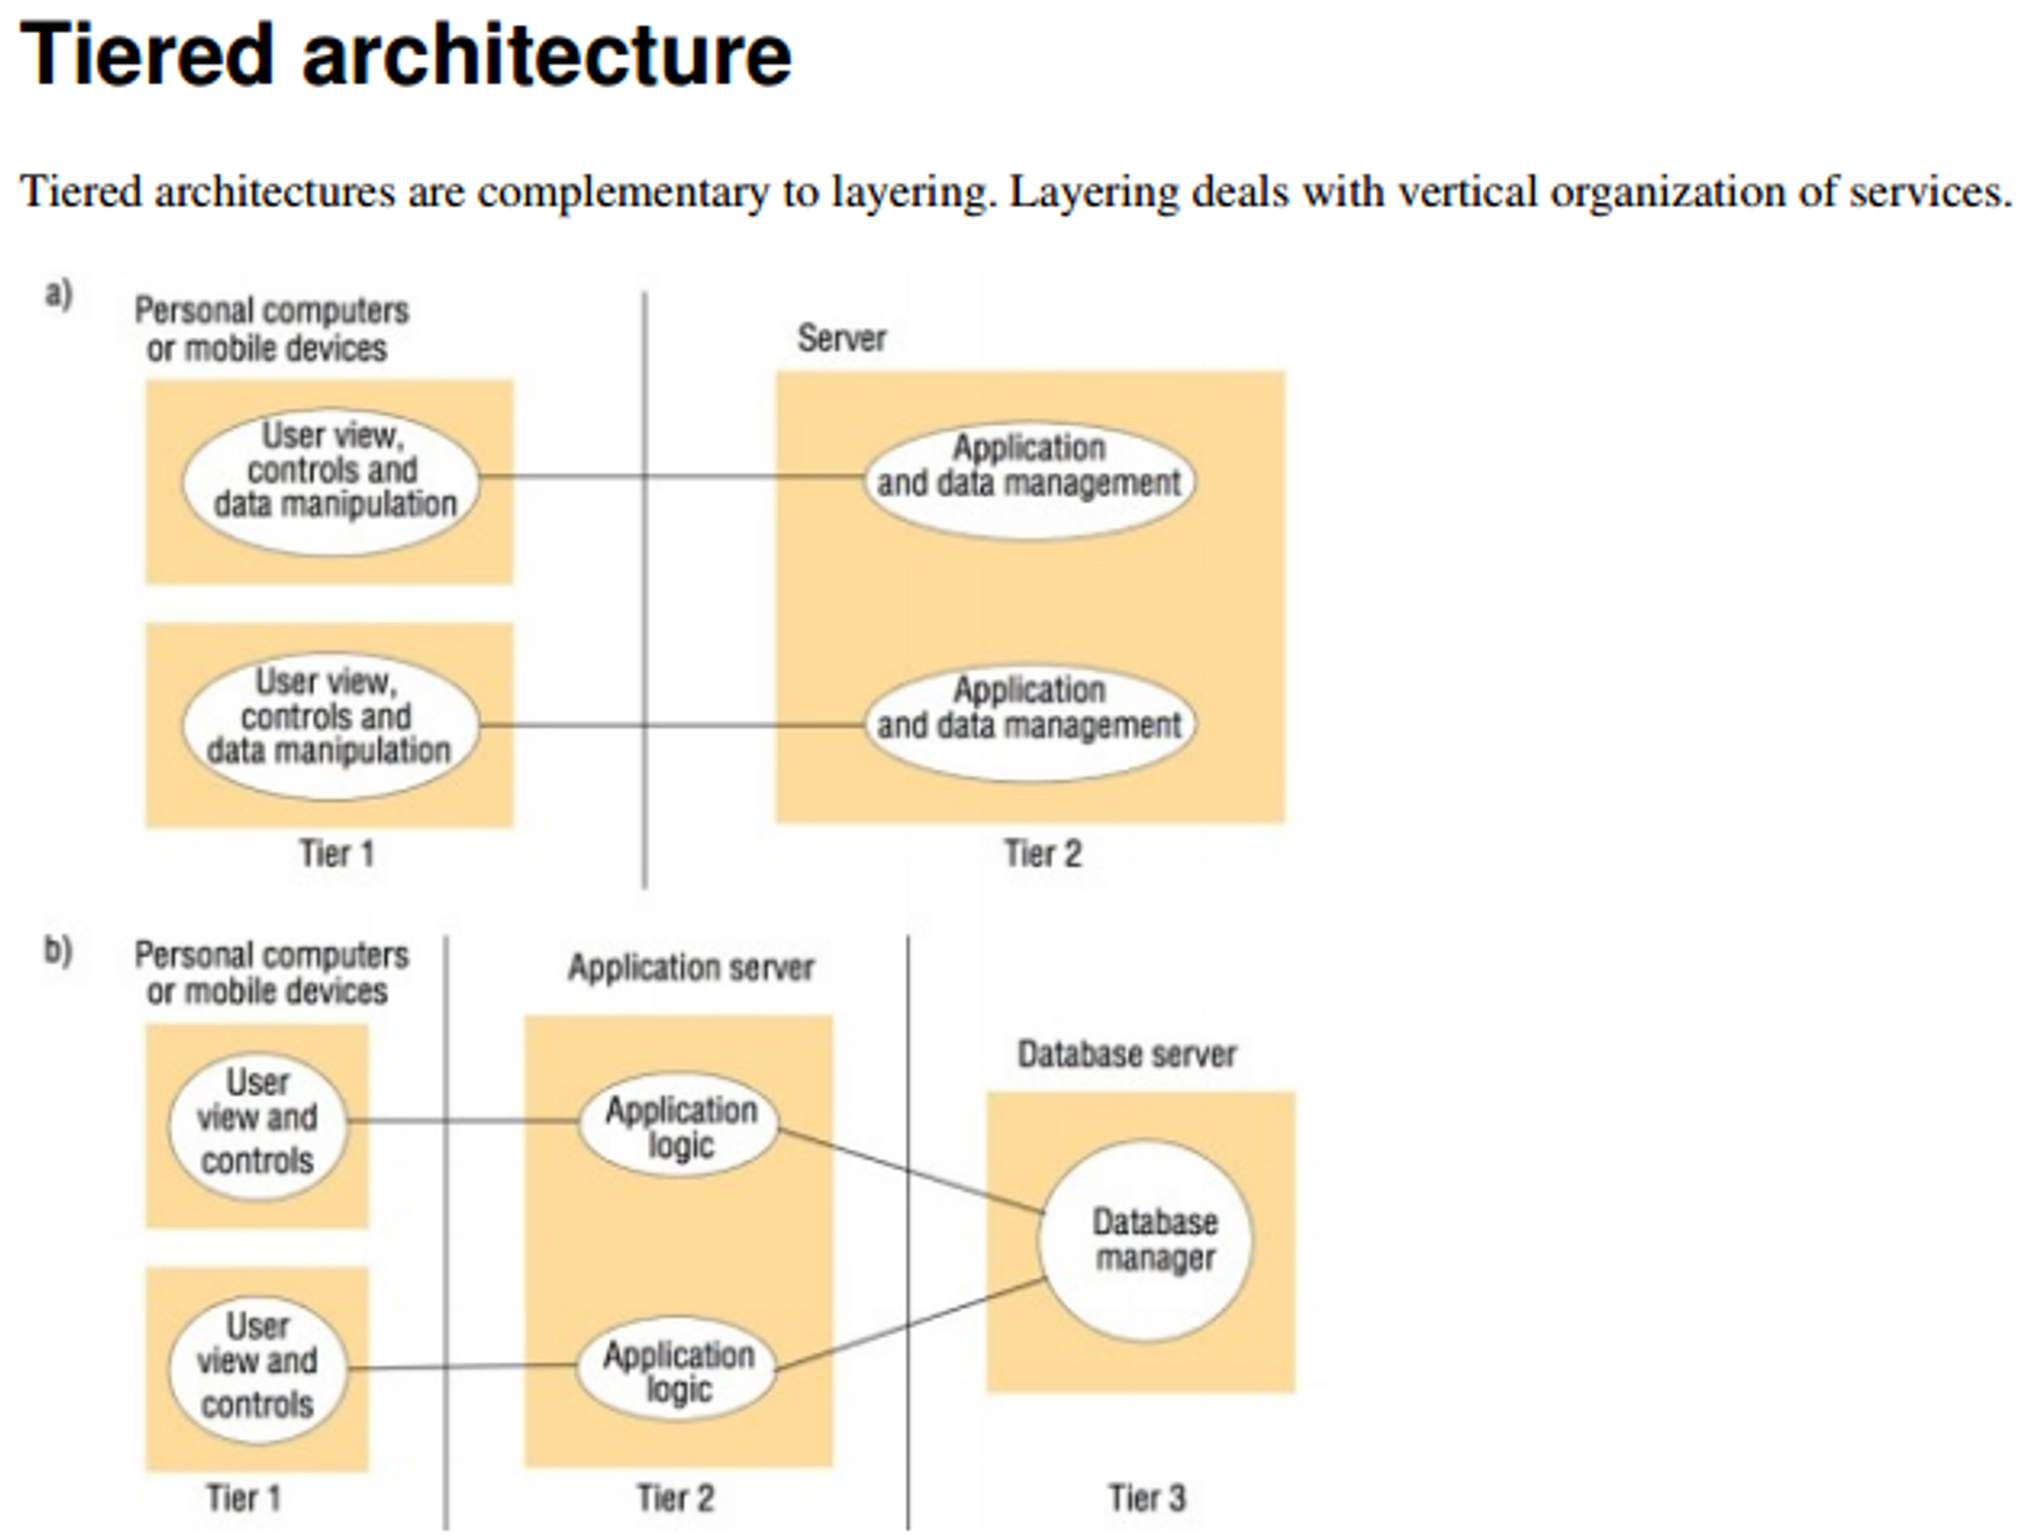 Tiered architecture
Tiered architectures are complementary to layering. Layering deals with vertical organization of services.
a)
Personal computers
or mobile devices
Server
User view,
controls and
data manipulation
Application
and data management
User view,
controls and
data manipulation
Application
and data management
Tier 1
Tier 2
b)
Personal computers
or mobile devices
Application server
Database server
User
view and
controls
Application
logic
Database
manager
User
view and
controls
Application
logic
Tier 1
Tier 2
Tier 3